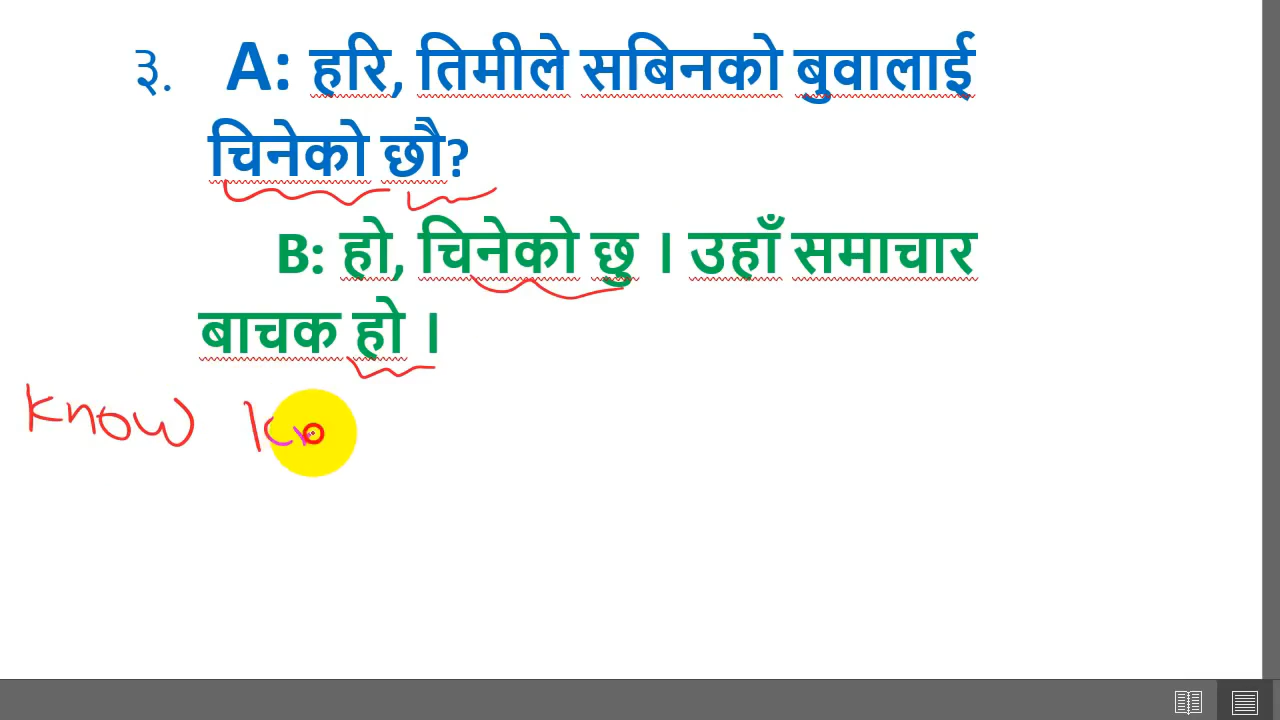 ३. A: हरि, तिमीले सबिनको बुवालाई
चिनेको छौ?
B: हो, चिनेको छु । उहाँ समाचार
बाचक हो ।
know